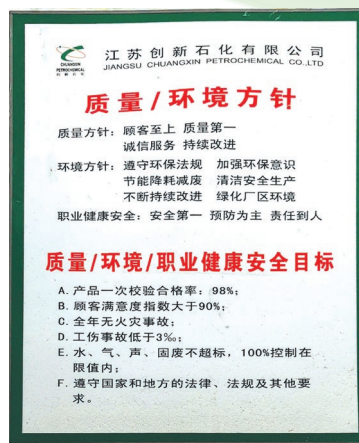 江苏创新石化有限公司
JIANGSU CHUANGXIN PETROCHEMICAL CO.,LTD
CHUANGXIN
PETROCHEMICAL
质量/环境方针
质量方针：顾客至上 质量第一
诚信服务 持续改进
环境方针：遵守环保法规 加强环保意识
节能降耗减废 清洁安全生产
不断持续改进 绿化厂区环境
职业健康安全：安全第一 预防为主 责任到人
质量/环境/职业健康安全目标
A. 产品一次校验合格率：98%；
B. 顾客满意度指数大于90%；
C. 全年无火灾事故；
D. 工伤事故低于3‰；
E. 水、气、声、固废不超标，100%控制在
限值内；
F. 遵守国家和地方的法律、法规及其他要
求。